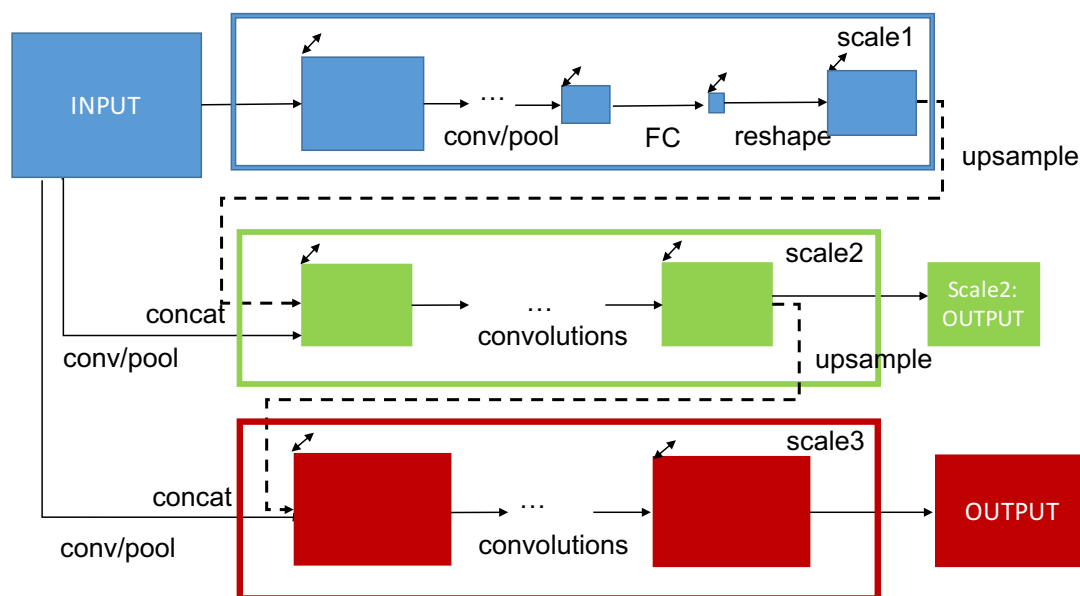 scale1
INPUT
...
conv/pool
FC
reshape
upsample
scale2
concat
...
convolutions
Scale2:
OUTPUT
conv/pool
upsample
scale3
concat
...
convolutions
OUTPUT
conv/pool